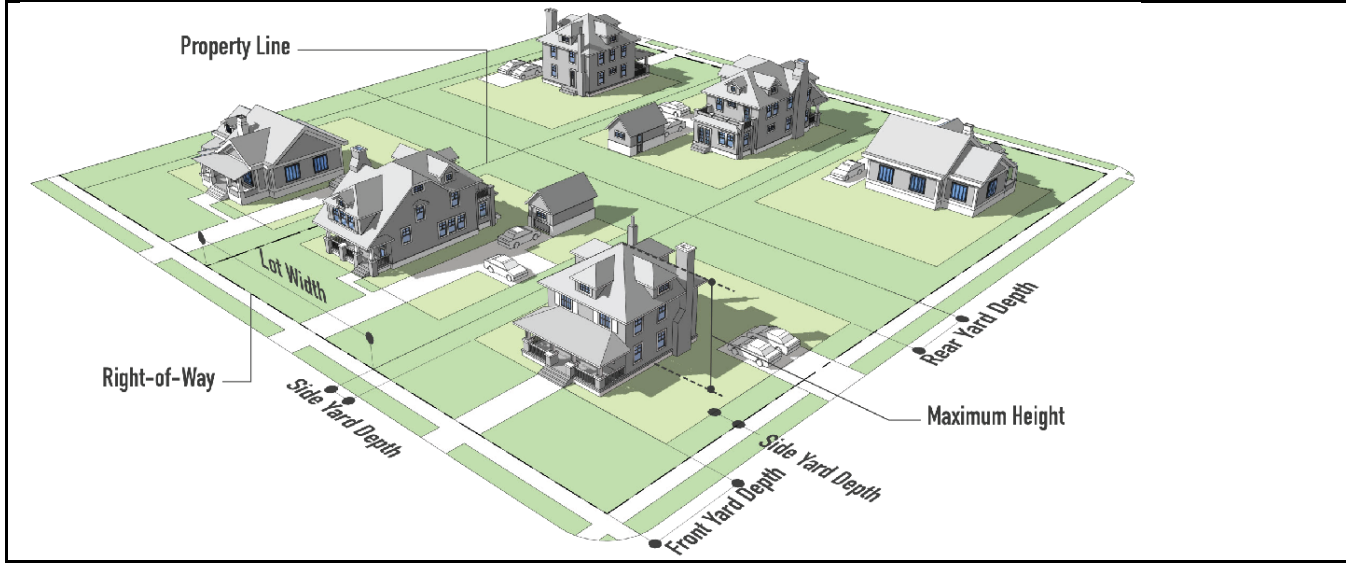 Property Line
Lot Width
Right-of-Way
Side Yard Depth
Rear Yard Depth
Maximum Height
Side Yard Depth
Front Yard Depth